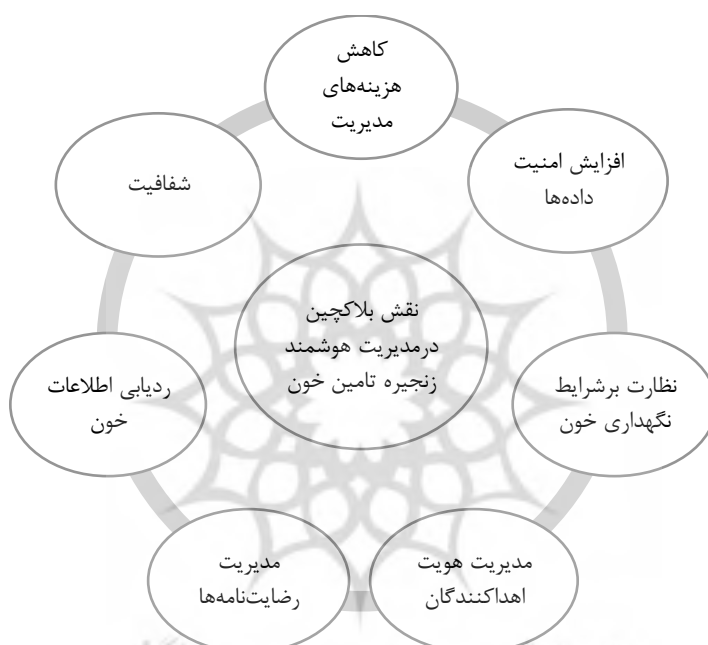 کاهش
هزینه‌های
مدیریت
افزایش امنیت
داده‌ها
شفافیت
نقش بلاکچین
درمدیریت هوشمند
زنجیره تامین خون
نظارت برشرایط
نگهداری خون
ردیابی اطلاعات
خون
مدیریت هویت
اهداکنندگان
مدیریت
رضایت‌نامه‌ها